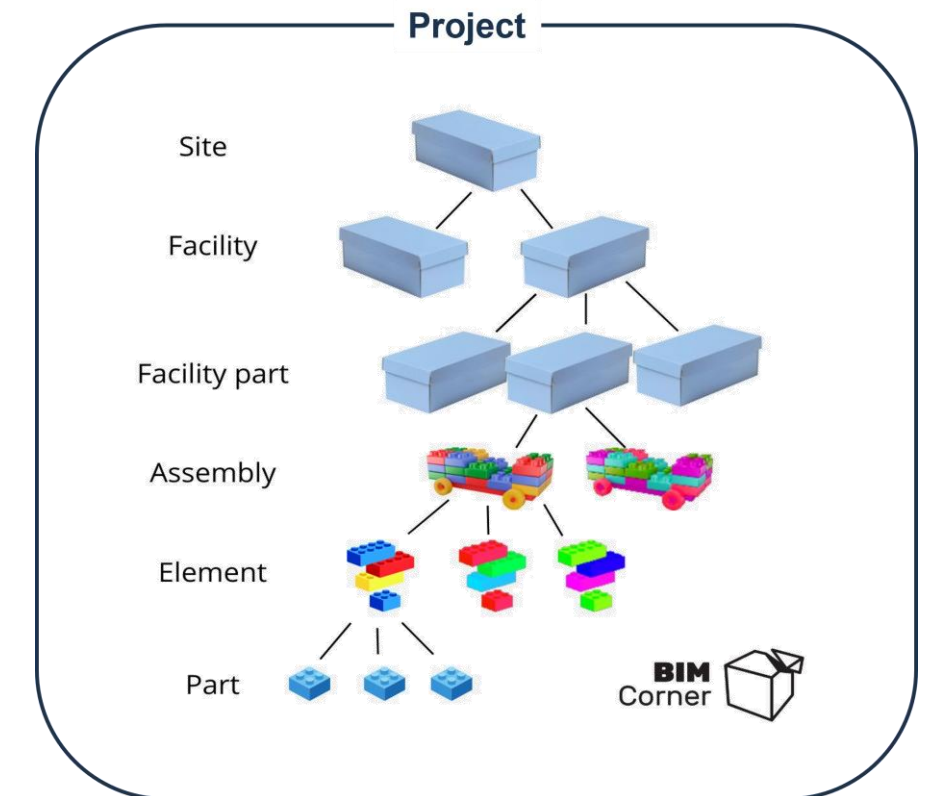 Project
Site
Facility
Facility part
Assembly
Element
Part
BIM
Corner